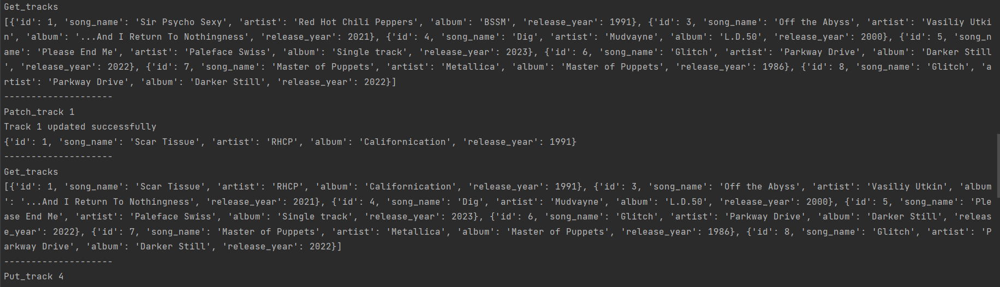 Get_tracks
[{'id': 1, 'song_name': 'Sir Psycho Sexy', 'artist': 'Red Hot Chili Peppers', 'album': 'BSSM', 'release_year': 1991}, {'id': 3, 'song_name': 'Off the Abyss', 'artist': 'Vasiliy Utki
n', 'album': '...And I Return To Nothingness', 'release_year': 2021}, {'id': 4, 'song_name': 'Dig', 'artist': 'Mudvayne', 'album': 'L.D.50', 'release_year': 2000}, {'id': 5, 'song_n
ame': 'Please End Me', 'artist': 'Paleface Swiss', 'album': 'Single track', 'release_year': 2023}, {'id': 6, 'song_name': 'Glitch', 'artist': 'Parkway Drive', 'album': 'Darker Still
', 'release_year': 2022}, {'id': 7, 'song_name': 'Master of Puppets', 'artist': 'Metallica', 'album': 'Master of Puppets', 'release_year': 1986}, {'id': 8, 'song_name': 'Glitch', 'a
rtist': 'Parkway Drive', 'album': 'Darker Still', 'release_year': 2022}]
--------------------
Patch_track 1
Track 1 updated successfully
{'id': 1, 'song_name': 'Scar Tissue', 'artist': 'RHCP', 'album': 'Californication', 'release_year': 1991}
--------------------
Get_tracks
[{'id': 1, 'song_name': 'Scar Tissue', 'artist': 'RHCP', 'album': 'Californication', 'release_year': 1991}, {'id': 3, 'song_name': 'Off the Abyss', 'artist': 'Vasiliy Utkin', 'album
': '...And I Return To Nothingness', 'release_year': 2021}, {'id': 4, 'song_name': 'Dig', 'artist': 'Mudvayne', 'album': 'L.D.50', 'release_year': 2000}, {'id': 5, 'song_name': 'Ple
ase End Me', 'artist': 'Paleface Swiss', 'album': 'Single track', 'release_year': 2023}, {'id': 6, 'song_name': 'Glitch', 'artist': 'Parkway Drive', 'album': 'Darker Still', 'releas
e_year': 2022}, {'id': 7, 'song_name': 'Master of Puppets', 'artist': 'Metallica', 'album': 'Master of Puppets', 'release_year': 1986}, {'id': 8, 'song_name': 'Glitch', 'artist': 'P
arkway Drive', 'album': 'Darker Still', 'release_year': 2022}]
--------------------
Put_track 4